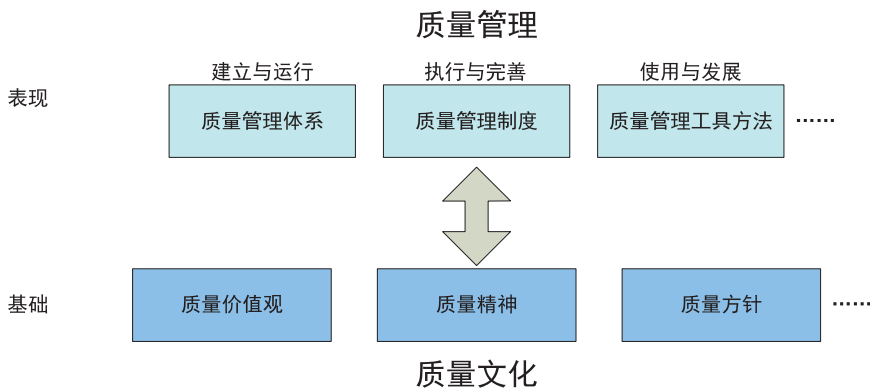 质量管理
建立与运行 执行与完善 使用与发展
表现
质量管理体系 质量管理制度 质量管理工具方法 ……
基础
质量价值观 质量精神 质量方针 ……
质量文化